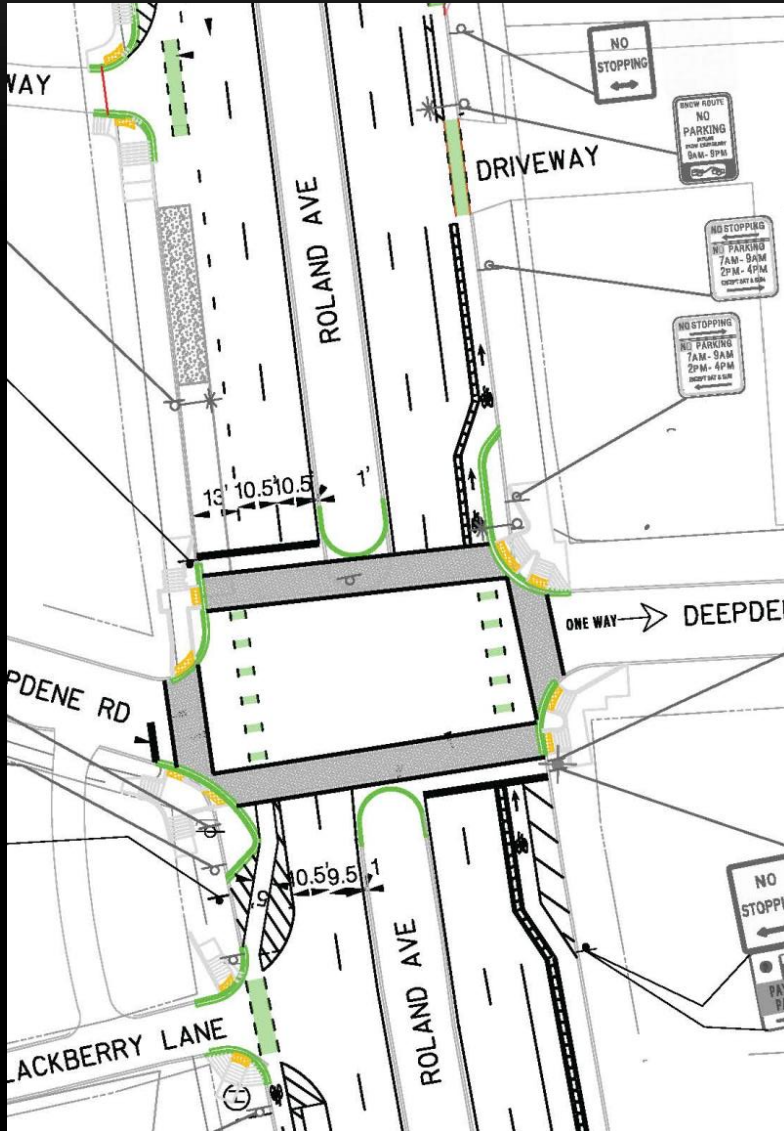 NO
STOPPING
WAY
SNOW ROUTE
NO
PARKING
9AM-9PM
DRIVEWAY
ROLAND AVE
NO STOPPING
NO PARKING
7AM-9AM
2PM-4PM
EXCEPT SAT & SUN
NO STOPPING
NO PARKING
7AM-9AM
2PM-4PM
EXCEPT SAT & SUN
13' 10.5' 10.5' 1'
ONE WAY DEEPDE
PDENE RD
10.5' 9.5' 1
NO
STOPPI
ROLAND AVE
LACKBERRY LANE